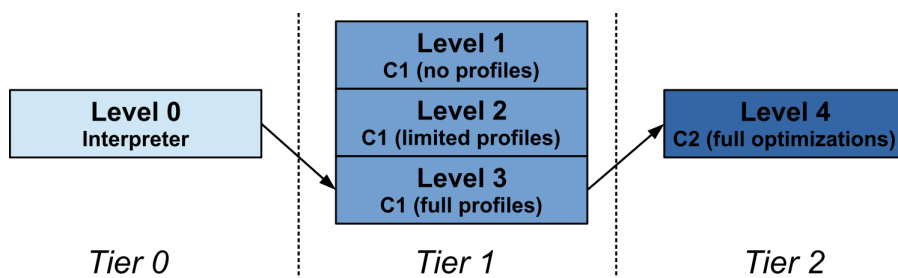 Level 1
C1 (no profiles)
Level 0
Interpreter
Level 2
C1 (limited profiles)
Level 4
C2 (full optimizations)
Level 3
C1 (full profiles)
Tier 0
Tier 1
Tier 2